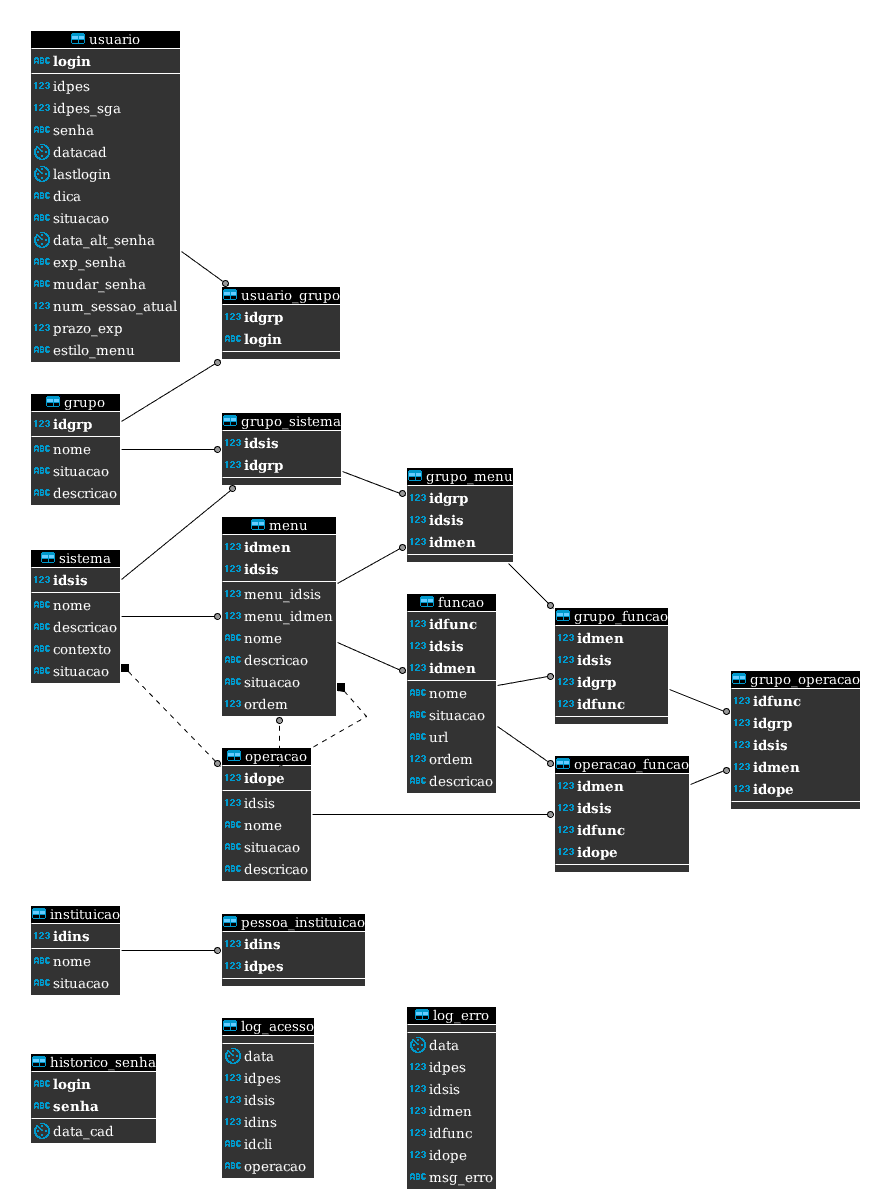 usuario
ABC login
123 idpes
123 idpes_sga
ABC senha
datacad
lastlogin
ABC dica
ABC situacao
data_alt_senha
ABC exp_senha
ABC mudar_senha
123 num_sessao_atual
123 prazo_exp
ABC estilo_menu
usuario_grupo
123 idgrp
ABC login
grupo
123 idgrp
ABC nome
ABC situacao
ABC descricao
grupo_sistema
123 idsis
123 idgrp
grupo_menu
123 idgrp
123 idsis
123 idmen
sistema
123 idsis
ABC nome
ABC descricao
ABC contexto
ABC situacao
menu
123 idmen
123 idsis
123 menu_idsis
123 menu_idmen
ABC nome
ABC descricao
ABC situacao
123 ordem
funcao
123 idfunc
123 idsis
123 idmen
ABC nome
ABC situacao
ABC url
123 ordem
ABC descricao
grupo_funcao
123 idmen
123 idsis
123 idgrp
123 idfunc
grupo_operacao
123 idfunc
123 idgrp
123 idsis
123 idmen
123 idope
operacao
123 idope
123 idsis
ABC nome
ABC situacao
ABC descricao
operacao_funcao
123 idmen
123 idsis
123 idfunc
123 idope
instituicao
123 idins
ABC nome
ABC situacao
pessoa_instituicao
123 idins
123 idpes
historico_senha
ABC login
ABC senha
data_cad
log_acesso
data
123 idpes
123 idsis
123 idins
ABC idcli
ABC operacao
log_erro
data
123 idpes
123 idsis
123 idmen
123 idfunc
123 idope
ABC msg_erro